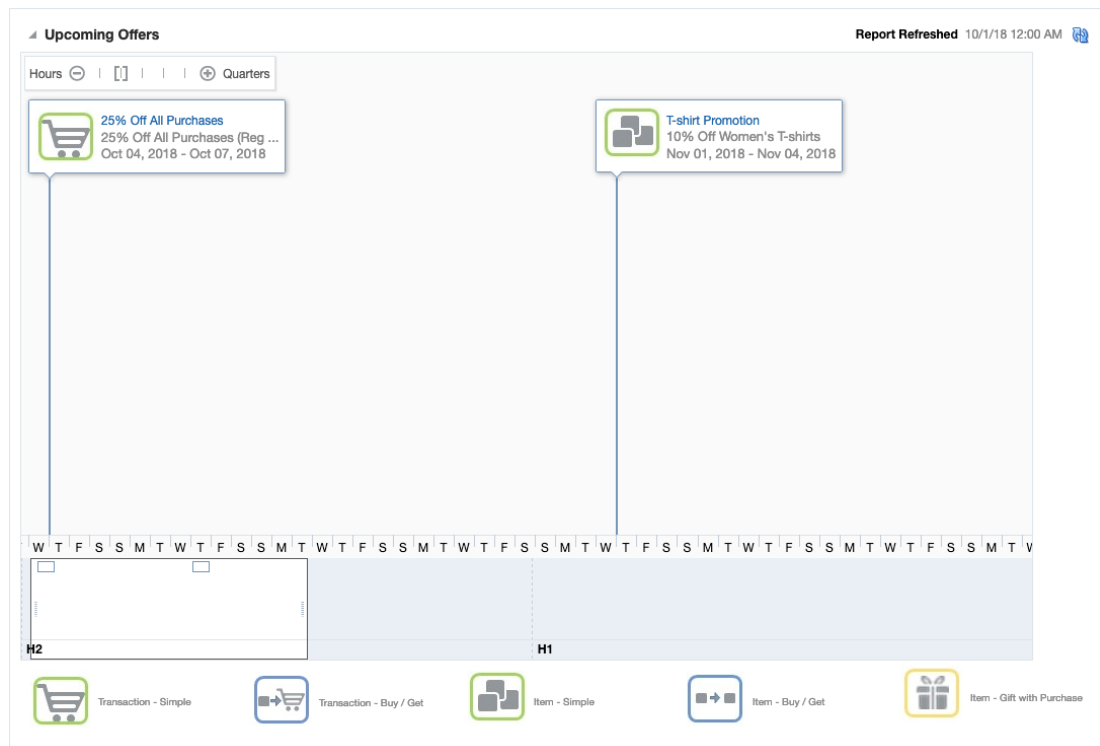 Upcoming Offers
Report Refreshed 10/1/18 12:00 AM
Hours Quarters
25% Off All Purchases
25% Off All Purchases (Reg ...
Oct 04, 2018 - Oct 07, 2018
T-shirt Promotion
10% Off Women's T-shirts
Nov 01, 2018 - Nov 04, 2018
W T F S S M T W T F S S M T W T F S S M T W T F S S M T W T F S S M T W T F S S M T W T F S S M T W
H2 H1
Transaction - Simple
Transaction - Buy / Get
Item - Simple
Item - Buy / Get
Item - Gift with Purchase